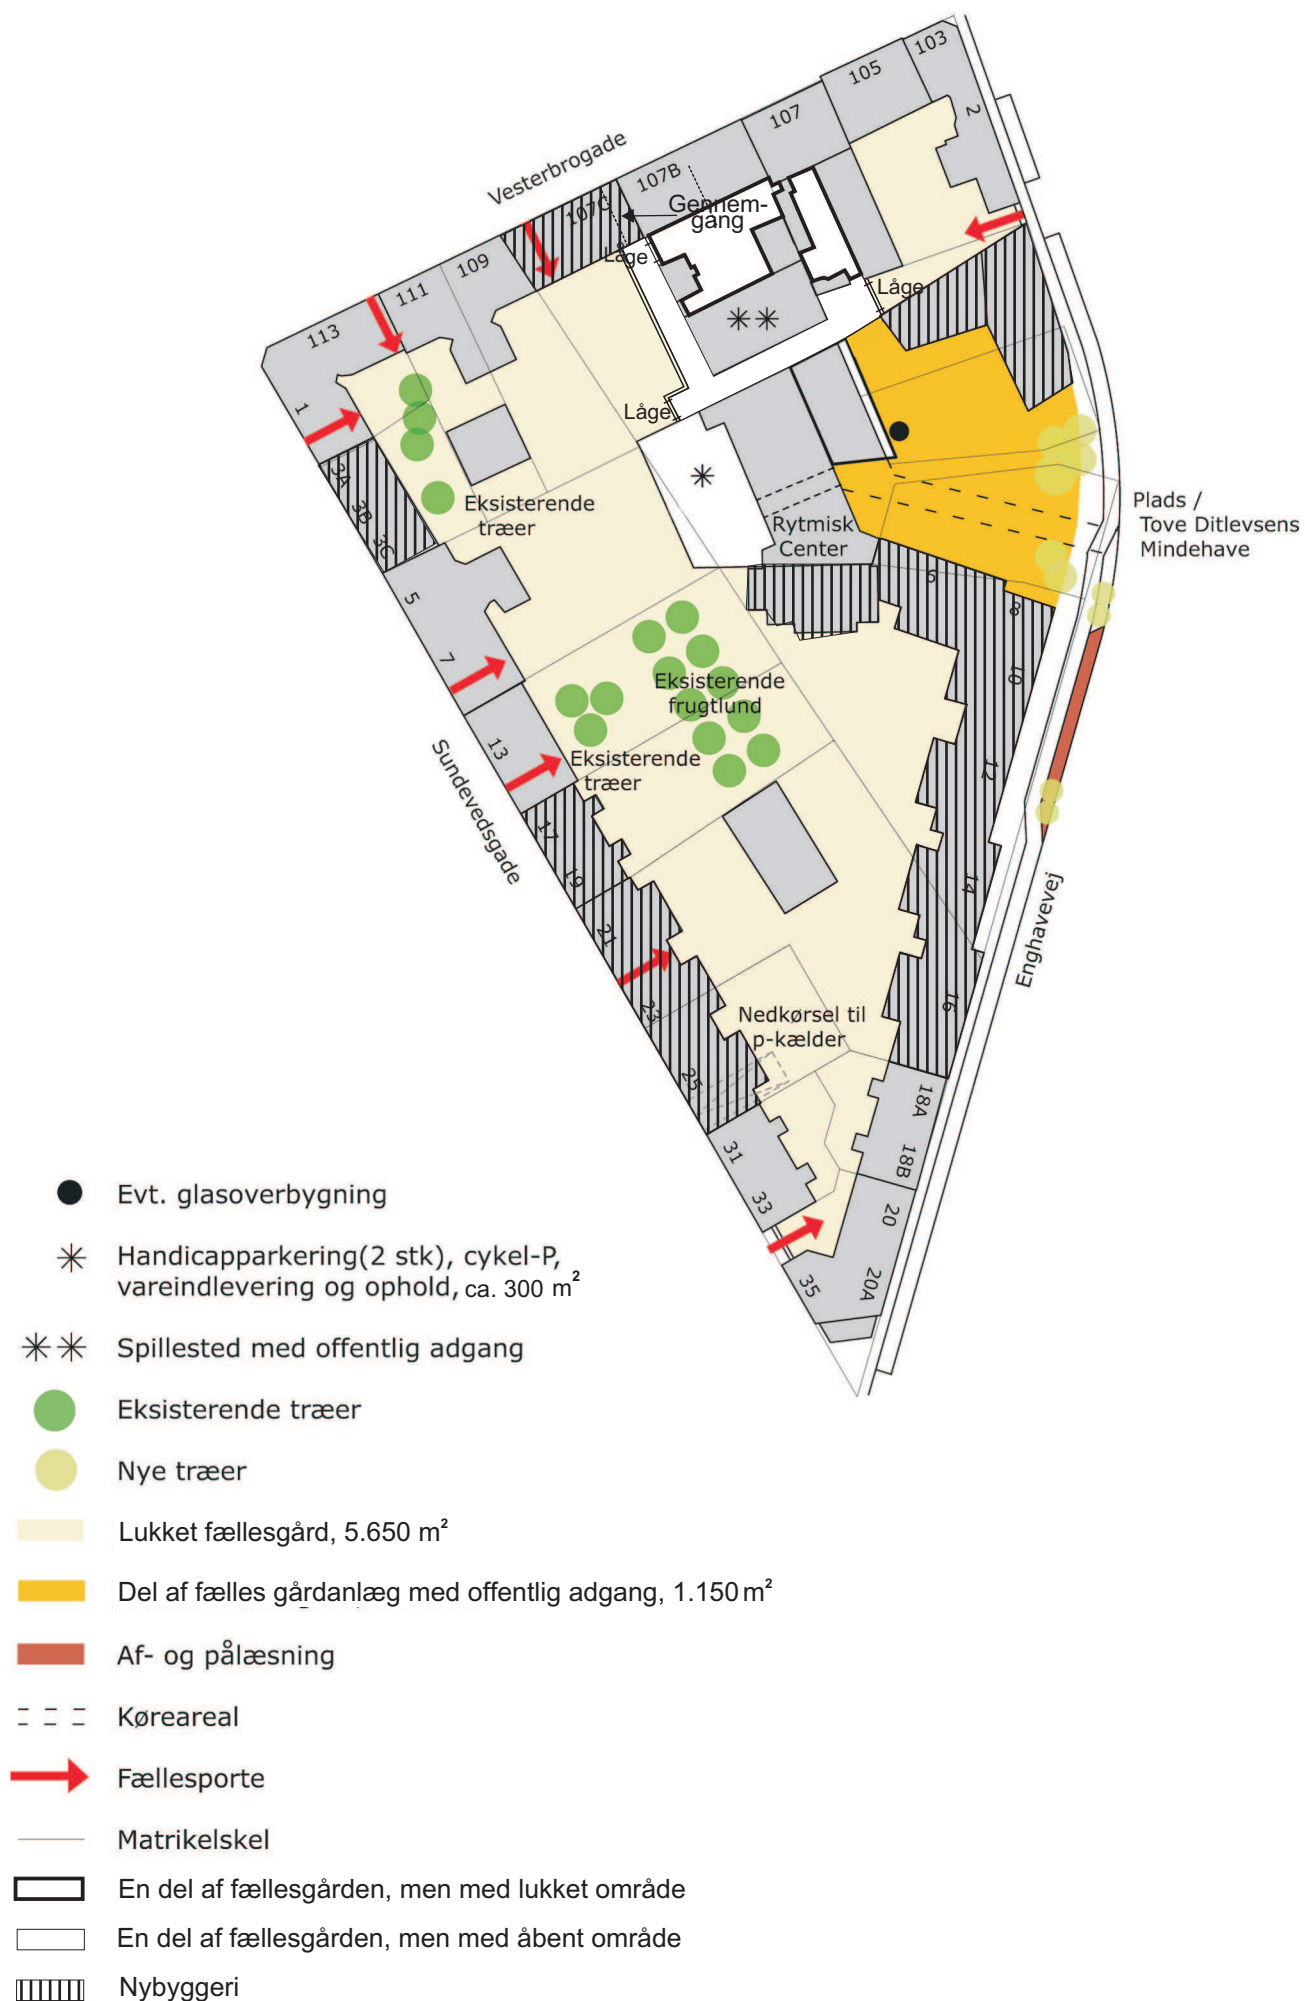 103
105
2
107
Vesterbrogade
107B
107C
Gennem-
gång
Låge
109
Låge
111
113
1
Låge
3A
3B
3C
Eksisterende
træer
Plads /
Tove Ditlevsens
Mindehave
Rytmisk
Center
5
6
8
7
10
Eksisterende
frugtlund
13
Eksisterende
træer
12
Sundevedsgade
17
19
14
21
Enghavevej
23
16
Nedkørsel til
p-kælder
25
18A
31
18B
33
20
35
20A
Evt. glasoverbygning
Handicapparkering(2 stk), cykel-P,
vareindlevering og ophold, ca. 300 m²
Spillested med offentlig adgang
Eksisterende træer
Nye træer
Lukket fællesgård, 5.650 m²
Del af fælles gårdanlæg med offentlig adgang, 1.150 m²
Af- og pålæsning
Køreareal
Fællesporte
Matrikelskel
En del af fællesgården, men med lukket område
En del af fællesgården, men med åbent område
Nybyggeri